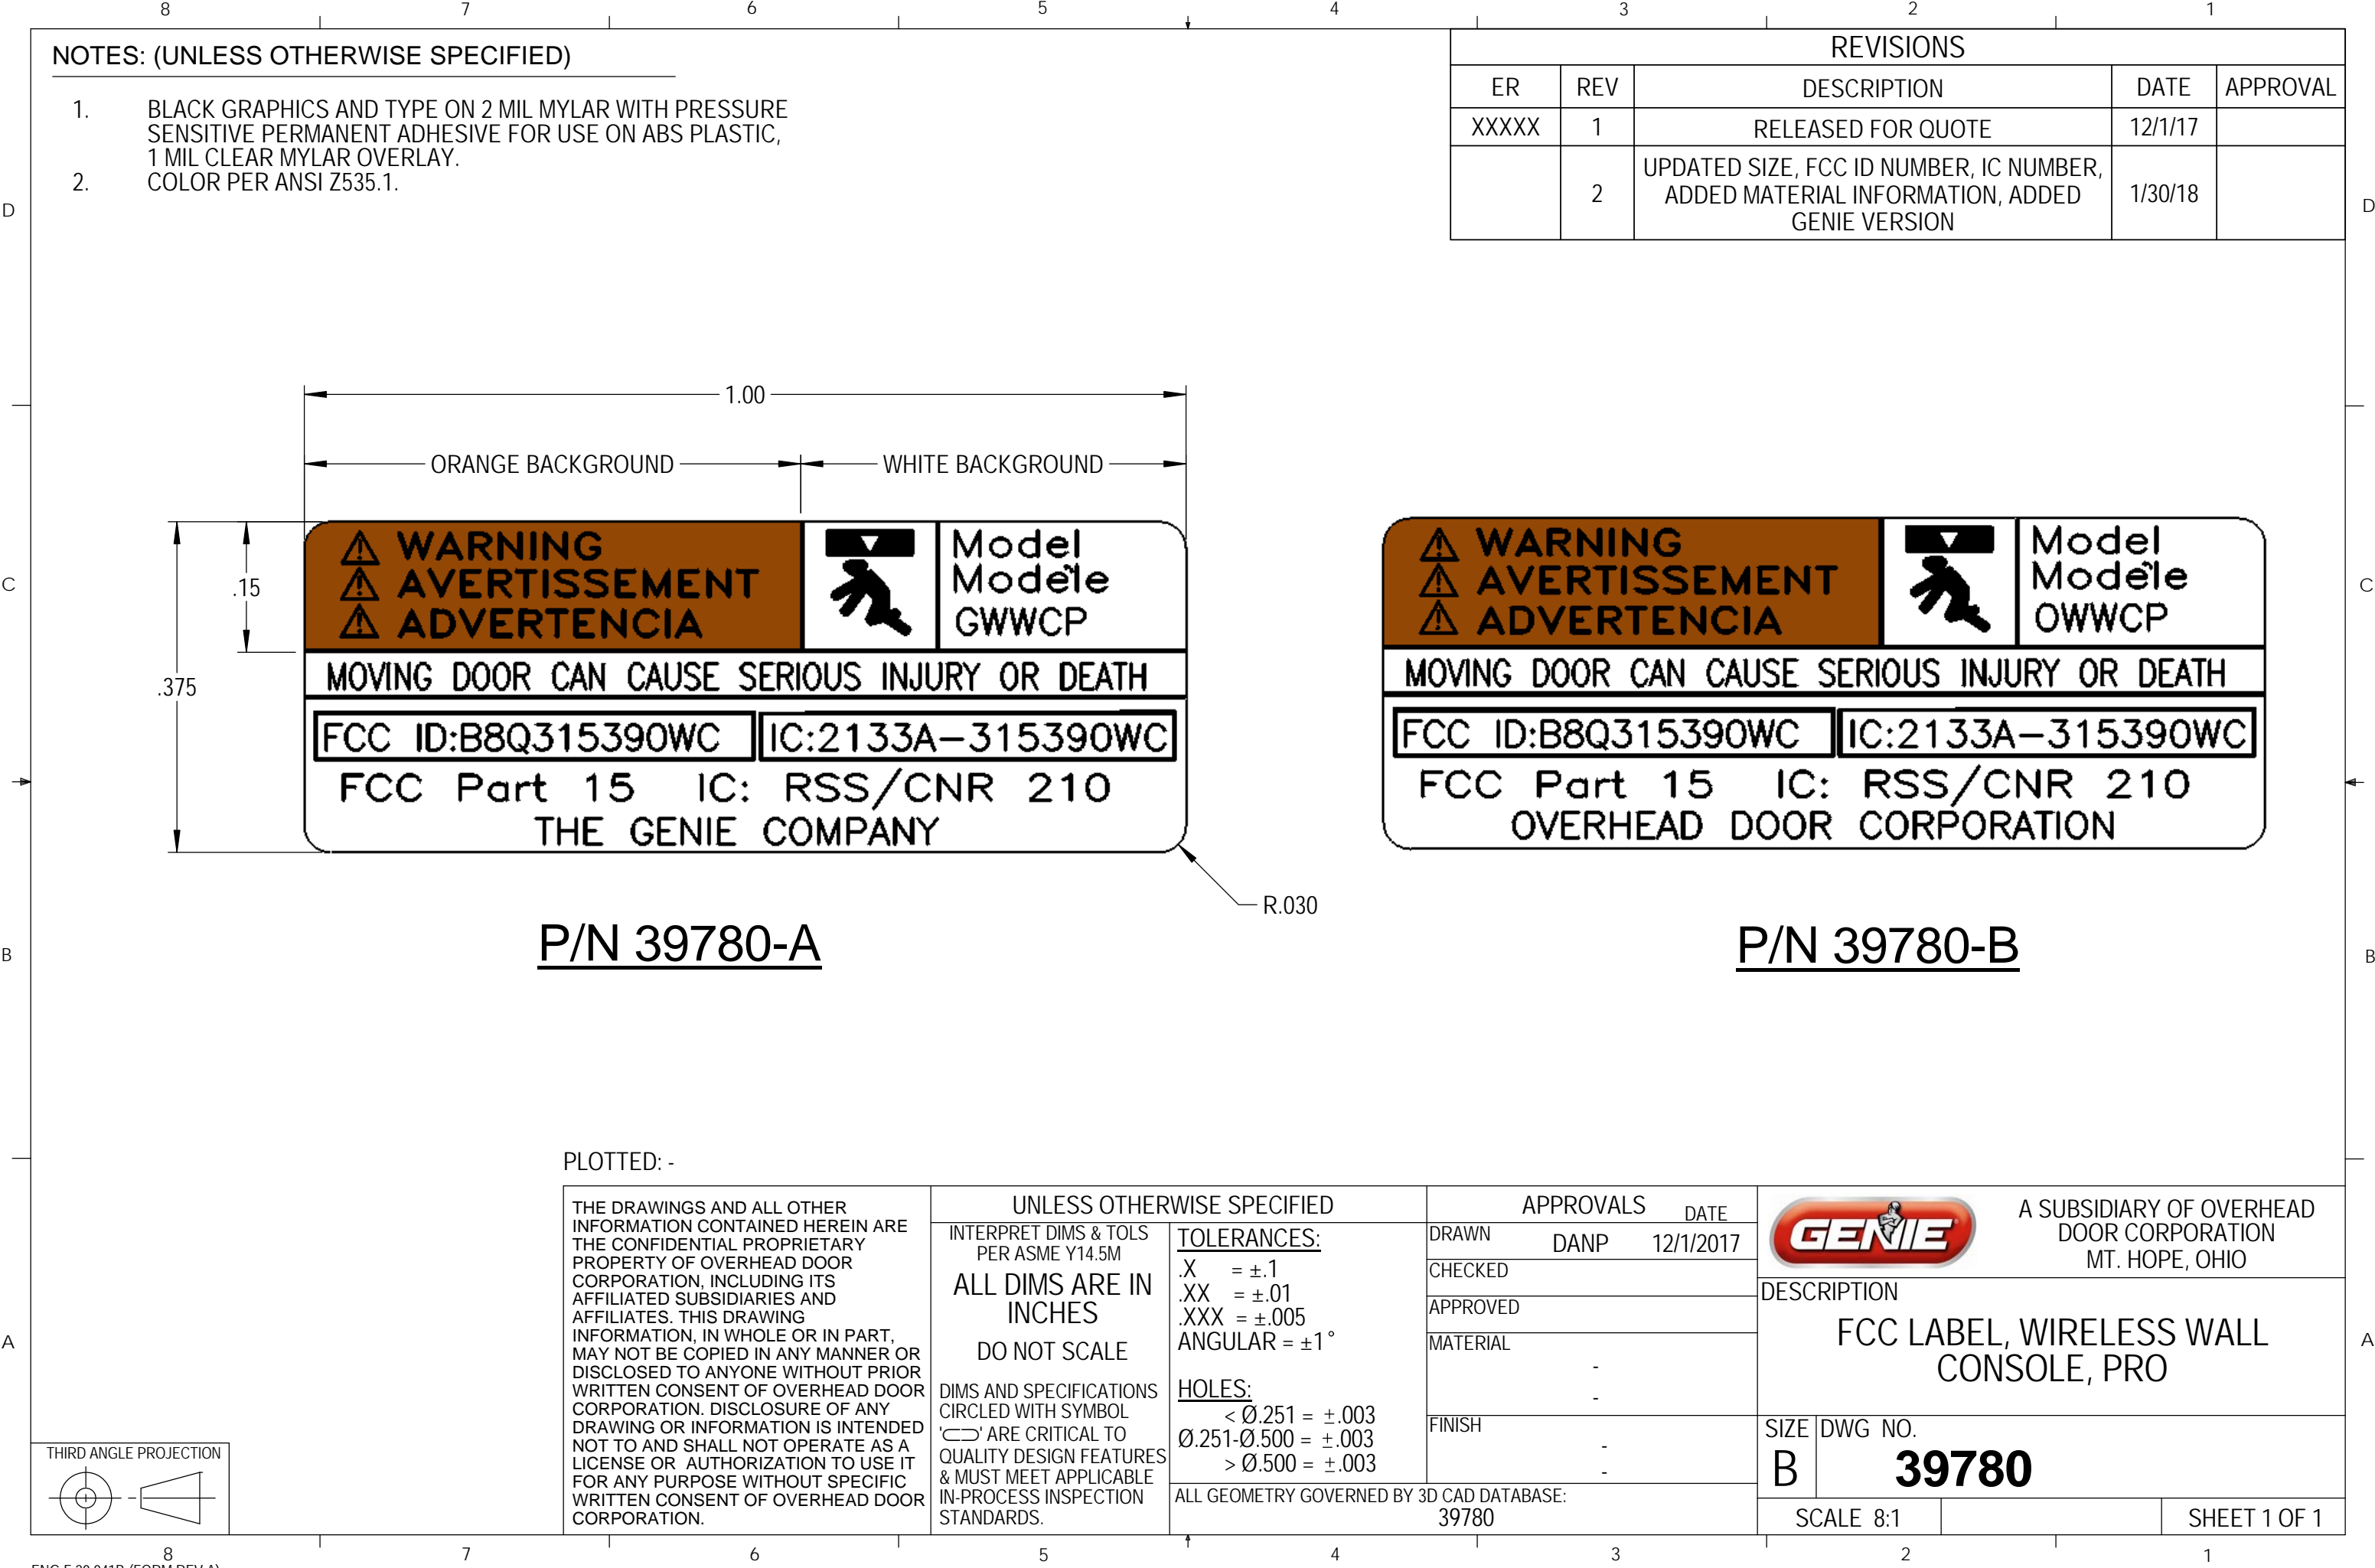 8 7 6 5 4 3 2 1
NOTES: (UNLESS OTHERWISE SPECIFIED)
1. BLACK GRAPHICS AND TYPE ON 2 MIL MYLAR WITH PRESSURE
SENSITIVE PERMANENT ADHESIVE FOR USE ON ABS PLASTIC,
1 MIL CLEAR MYLAR OVERLAY.
2. COLOR PER ANSI Z535.1.
REVISIONS
ER REV DESCRIPTION DATE APPROVAL
XXXXX 1 RELEASED FOR QUOTE 12/1/17
UPDATED SIZE, FCC ID NUMBER, IC NUMBER,
2 ADDED MATERIAL INFORMATION, ADDED 1/30/18
GENIE VERSION
D D
1.00
ORANGE BACKGROUND WHITE BACKGROUND
C C
.15
.375
WARNING
AVERTISSEMENT
ADVERTENCIA
Model
Modèle
GWWCP
MOVING DOOR CAN CAUSE SERIOUS INJURY OR DEATH
FCC ID:B8Q315390WC IC:2133A-315390WC
FCC Part 15 IC: RSS/CNR 210
THE GENIE COMPANY
R.030
P/N 39780-A
WARNING
AVERTISSEMENT
ADVERTENCIA
Model
Modèle
OWWCP
MOVING DOOR CAN CAUSE SERIOUS INJURY OR DEATH
FCC ID:B8Q315390WC IC:2133A-315390WC
FCC Part 15 IC: RSS/CNR 210
OVERHEAD DOOR CORPORATION
P/N 39780-B
B B
PLOTTED: -
THE DRAWINGS AND ALL OTHER
INFORMATION CONTAINED HEREIN ARE
THE CONFIDENTIAL PROPRIETARY
PROPERTY OF OVERHEAD DOOR
CORPORATION, INCLUDING ITS
AFFILIATED SUBSIDIARIES AND
AFFILIATES. THIS DRAWING
INFORMATION, IN WHOLE OR IN PART,
MAY NOT BE COPIED IN ANY MANNER OR
DISCLOSED TO ANYONE WITHOUT PRIOR
WRITTEN CONSENT OF OVERHEAD DOOR
CORPORATION. DISCLOSURE OF ANY
DRAWING OR INFORMATION IS INTENDED
NOT TO AND SHALL NOT OPERATE AS A
LICENSE OR AUTHORIZATION TO USE IT
FOR ANY PURPOSE WITHOUT SPECIFIC
WRITTEN CONSENT OF OVERHEAD DOOR
CORPORATION.
UNLESS OTHERWISE SPECIFIED
INTERPRET DIMS & TOLS
PER ASME Y14.5M
ALL DIMS ARE IN
INCHES
DO NOT SCALE
DIMS AND SPECIFICATIONS
CIRCLED WITH SYMBOL
'⊂⊃' ARE CRITICAL TO
QUALITY DESIGN FEATURES
& MUST MEET APPLICABLE
IN-PROCESS INSPECTION
STANDARDS.
TOLERANCES:
.X = ±.1
.XX = ±.01
.XXX = ±.005
ANGULAR = ±1°
HOLES:
< Ø.251 = ±.003
Ø.251-Ø.500 = ±.003
> Ø.500 = ±.003
ALL GEOMETRY GOVERNED BY 3D CAD DATABASE:
39780
APPROVALS DATE
DRAWN DANP 12/1/2017
CHECKED
APPROVED
MATERIAL
-
-
FINISH
-
-
GENIE
A SUBSIDIARY OF OVERHEAD
DOOR CORPORATION
MT. HOPE, OHIO
DESCRIPTION
FCC LABEL, WIRELESS WALL
CONSOLE, PRO
SIZE DWG NO.
B 39780
SCALE 8:1 SHEET 1 OF 1
A A
THIRD ANGLE PROJECTION
8 7 6 5 4 3 2 1